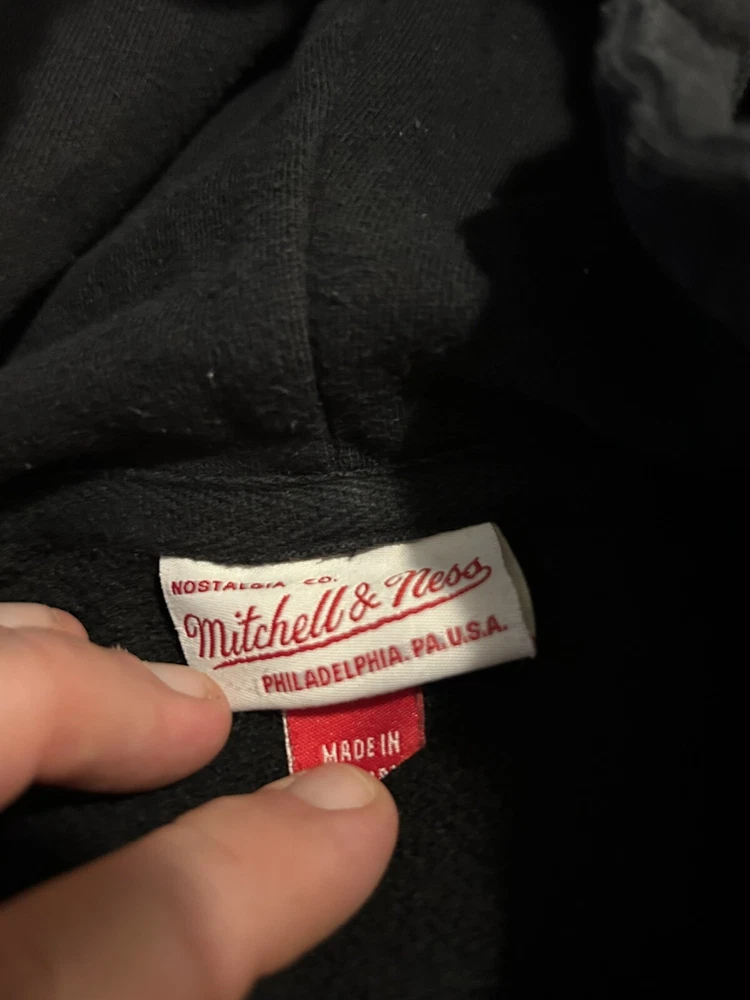 NOSTALGIA CO.
Mitchell & Ness
PHILADELPHIA. PA. U.S.A.
MADE IN